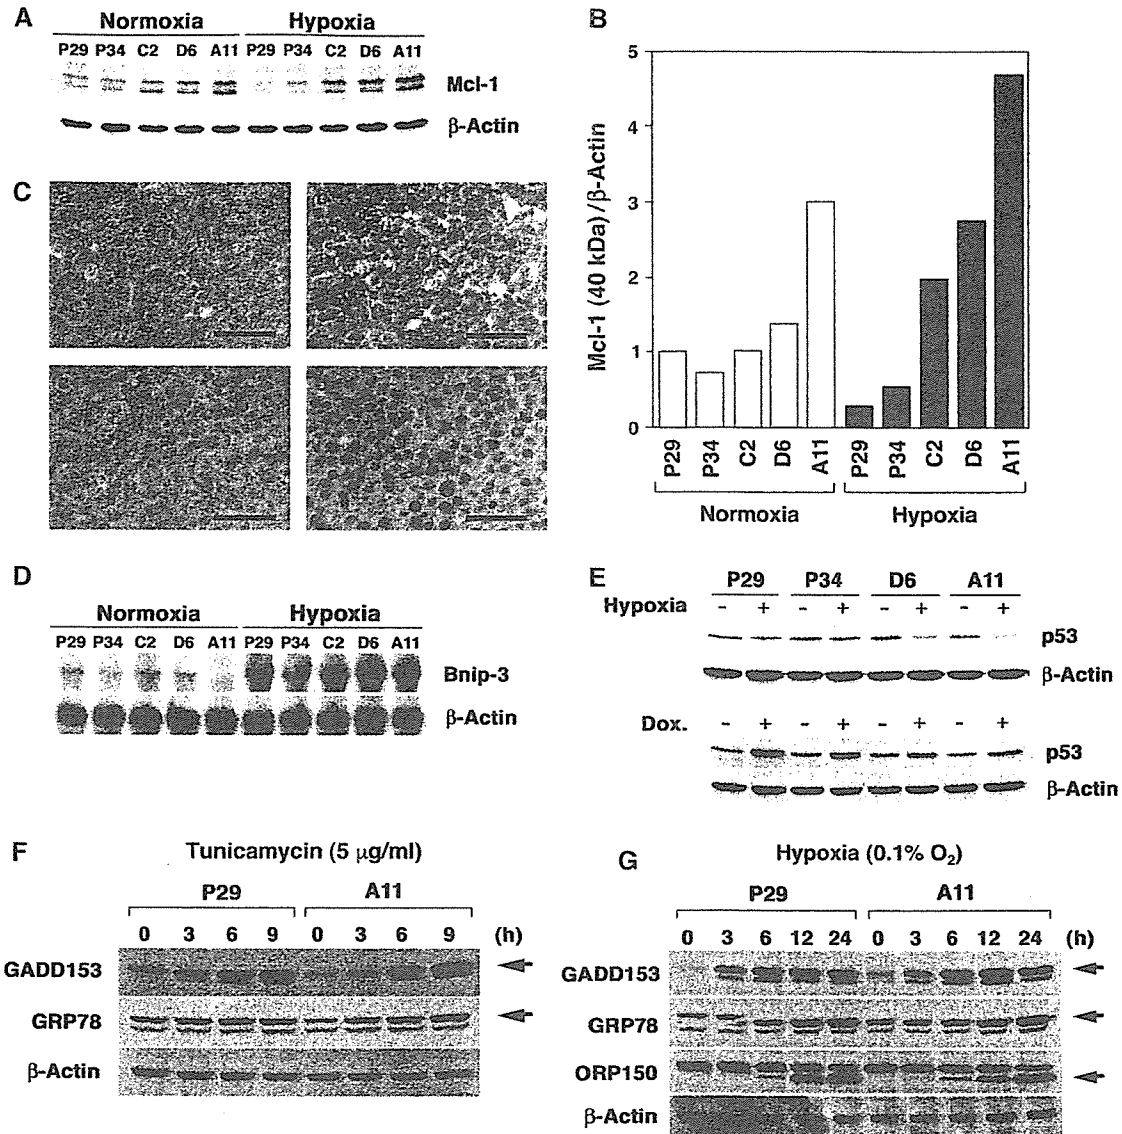 A
Normoxia Hypoxia
P29 P34 C2 D6 A11 P29 P34 C2 D6 A11
Mcl-1
β-Actin
B
Mcl-1 (40 kDa)/β-Actin
5
4
3
2
1
0
P29 P34 C2 D6 A11 P29 P34 C2 D6 A11
Normoxia Hypoxia
C
D
Normoxia Hypoxia
P29 P34 C2 D6 A11 P29 P34 C2 D6 A11
Bnip-3
β-Actin
E
P29 P34 D6 A11
Hypoxia - + - + - + - +
p53
β-Actin
Dox. - + - + - + - +
p53
β-Actin
F
Tunicamycin (5 μg/ml)
P29 A11
0 3 6 9 0 3 6 9 (h)
GADD153
GRP78
β-Actin
G
Hypoxia (0.1% O₂)
P29 A11
0 3 6 12 24 0 3 6 12 24 (h)
GADD153
GRP78
ORP150
β-Actin